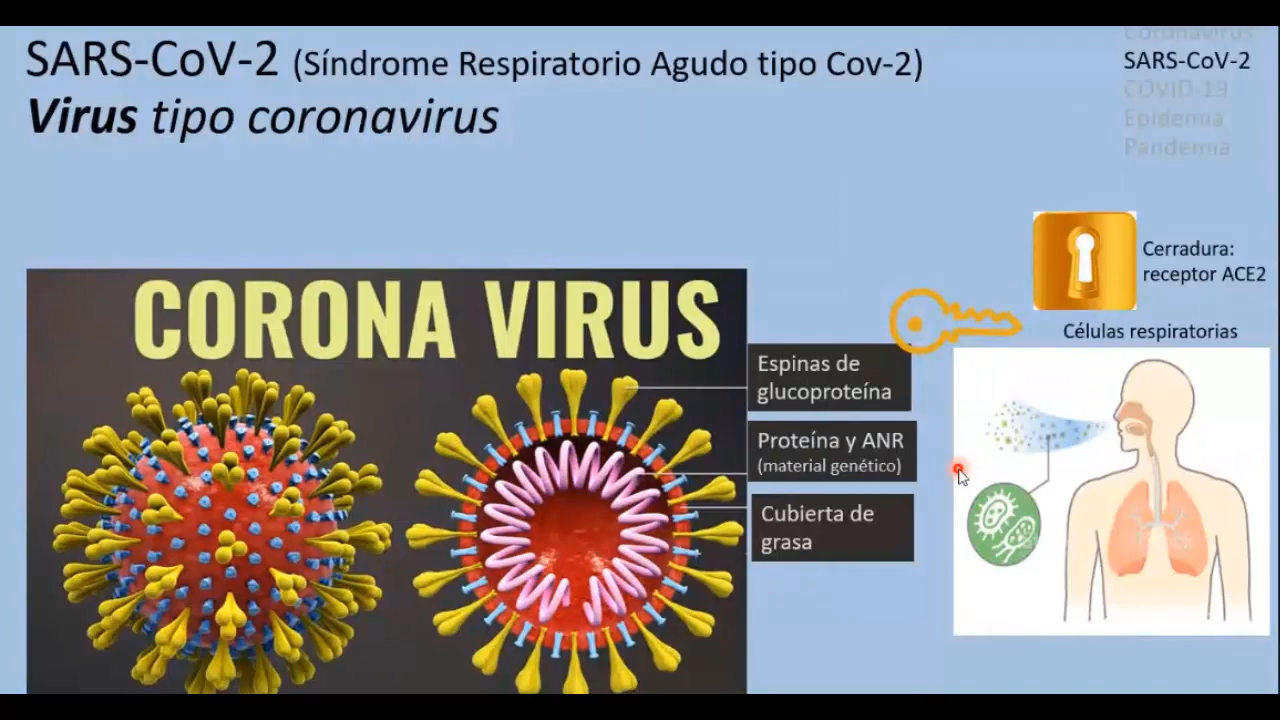 SARS-CoV-2 (Síndrome Respiratorio Agudo tipo Cov-2)
Virus tipo coronavirus
Coronavirus
SARS-CoV-2
COVID-19
Epidemia
Pandemia
Cerradura:
receptor ACE2
Células respiratorias
CORONA VIRUS
Espinas de
glucoproteína
Proteína y ANR
(material genético)
Cubierta de
grasa